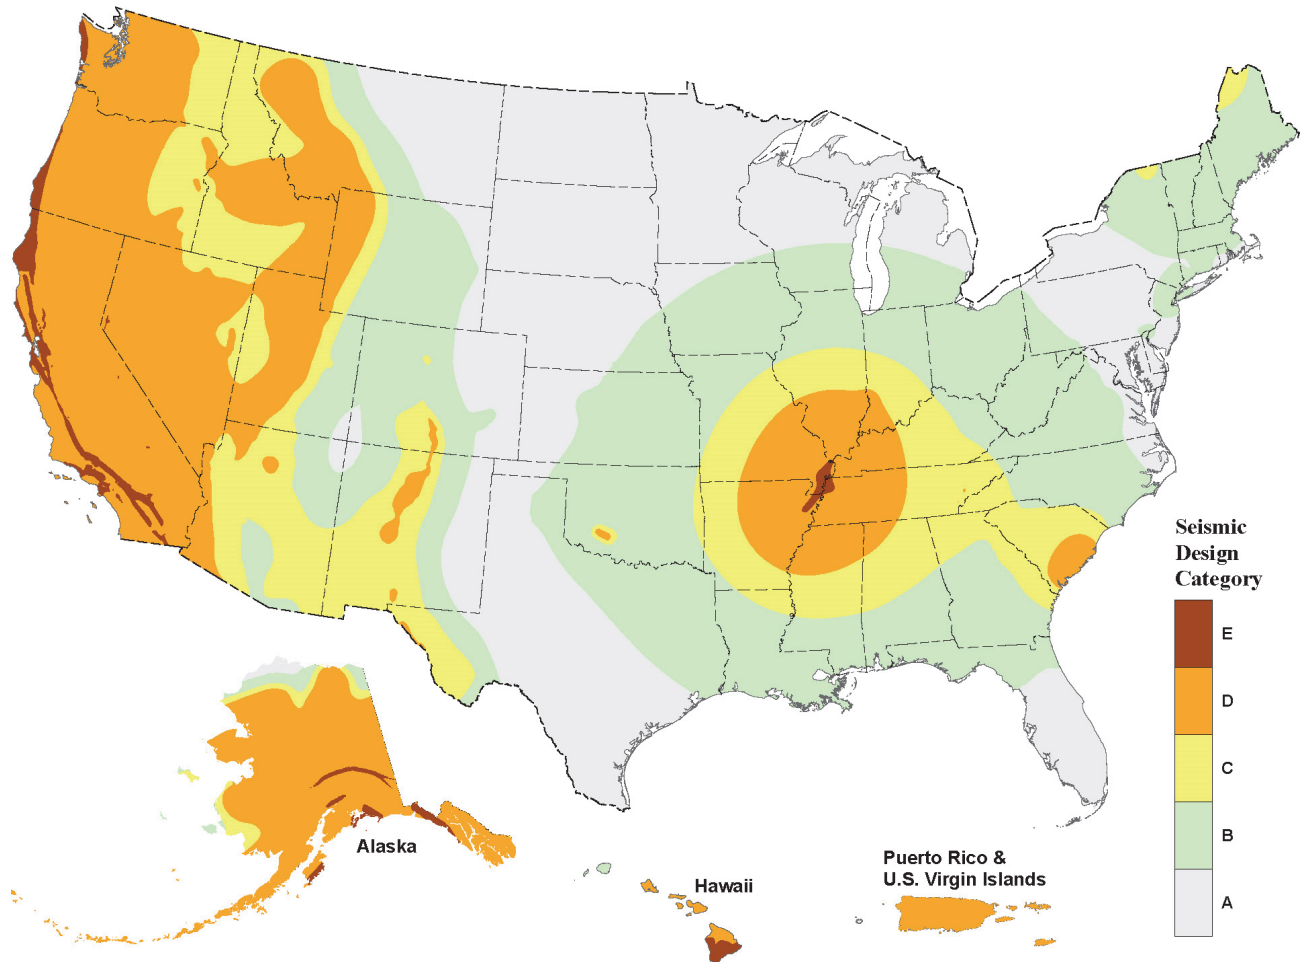 Seismic
Design
Category
E
D
C
B
A
Alaska
Hawaii
Puerto Rico &
U.S. Virgin Islands